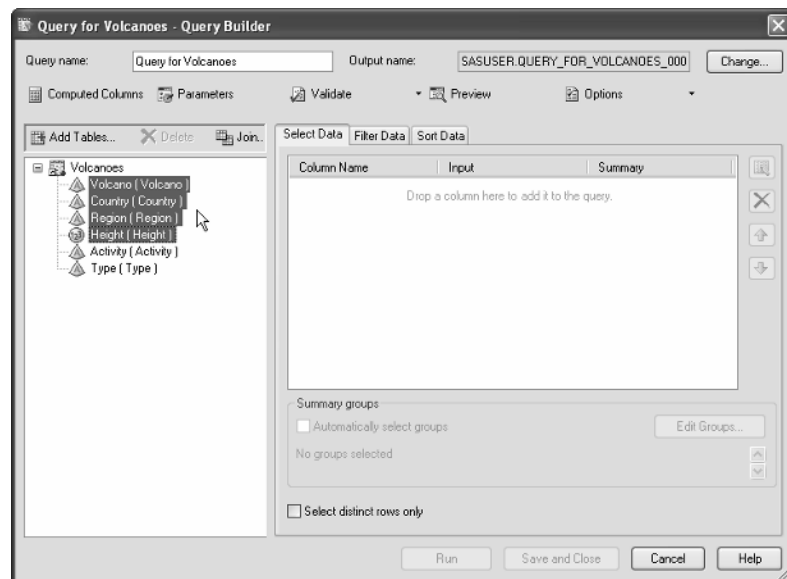 Query for Volcanoes - Query Builder
Query name: Query for Volcanoes Output name: SASUSER.QUERY_FOR_VOLCANOES_000 Change...
Computed Columns Parameters Validate Preview Options
Add Tables... Delete Join..
Select Data Filter Data Sort Data
Volcanoes
Volcano ( Volcano )
Country ( Country )
Region ( Region )
Height ( Height )
Activity ( Activity )
Type ( Type )
Column Name Input Summary
Drop a column here to add it to the query.
Summary groups
Automatically select groups Edit Groups...
No groups selected
Select distinct rows only
Run Save and Close Cancel Help